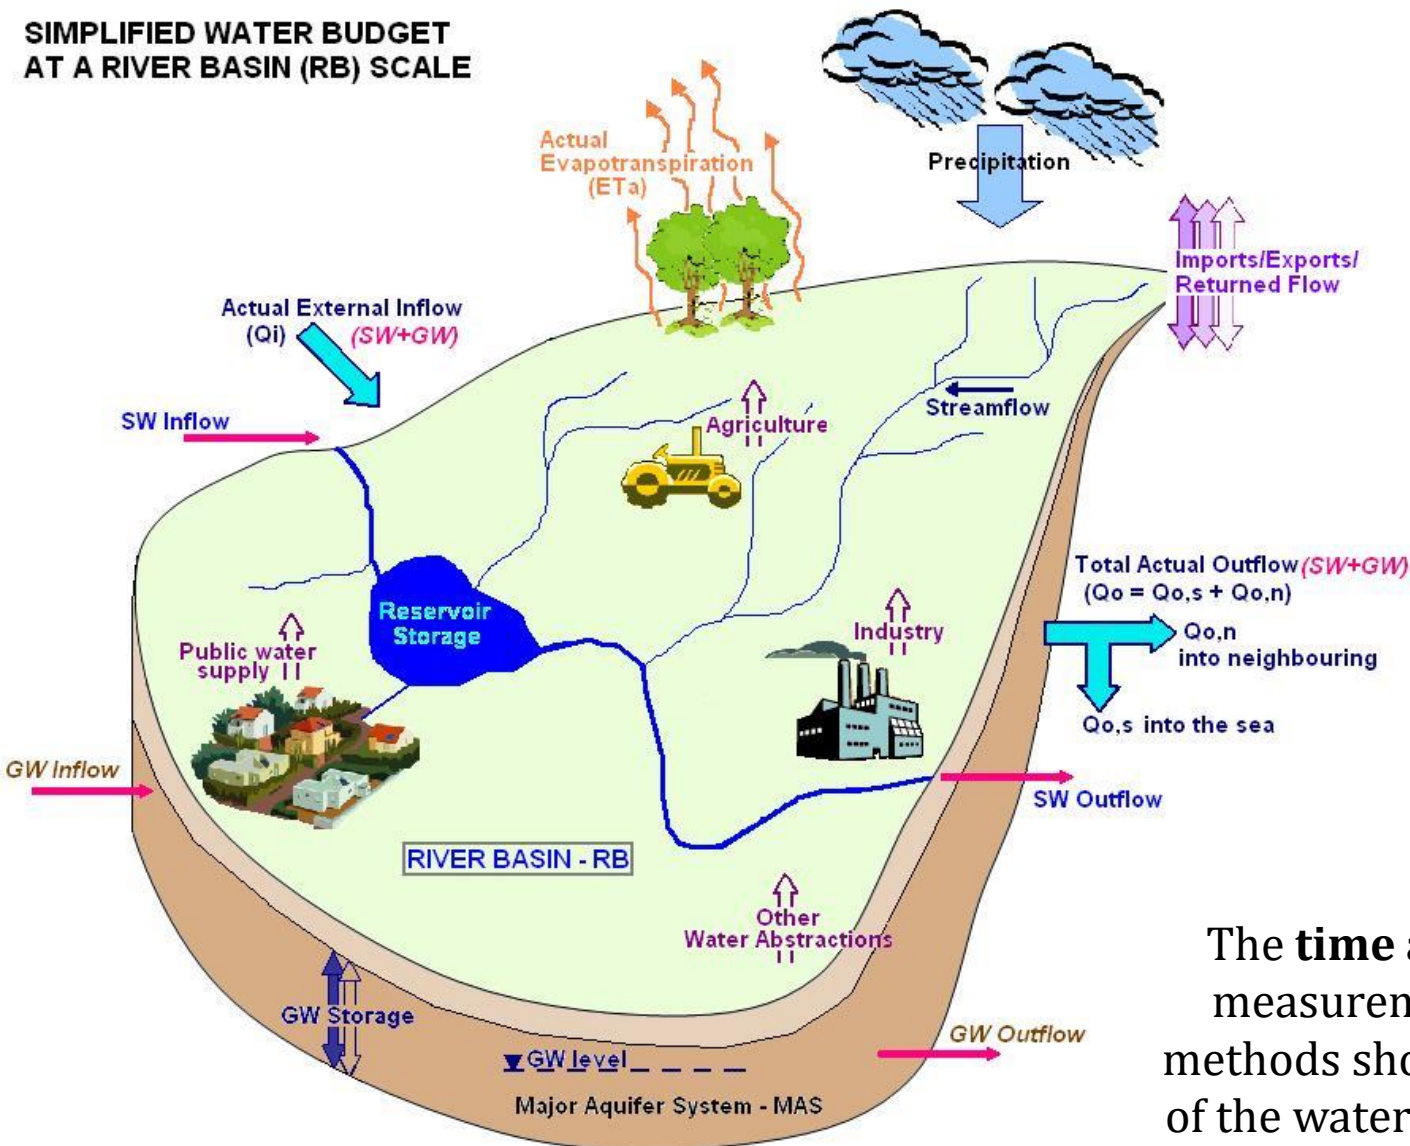 SIMPLIFIED WATER BUDGET
AT A RIVER BASIN (RB) SCALE
Actual
Evapotranspiration
(ETa)
Precipitation
Imports/Exports/
Returned Flow
Actual External Inflow
(Qi) (SW+GW)
SW Inflow
Streamflow
Agriculture
Reservoir
Storage
Total Actual Outflow (SW+GW)
(Qo = Qo,s + Qo,n)
Qo,n
into neighbouring
Qo,s into the sea
Public water
supply
Industry
GW Inflow
SW Outflow
RIVER BASIN - RB
Other
Water Abstractions
GW Storage
GW level
GW Outflow
Major Aquifer System - MAS
The time
measuren
methods sho
of the water